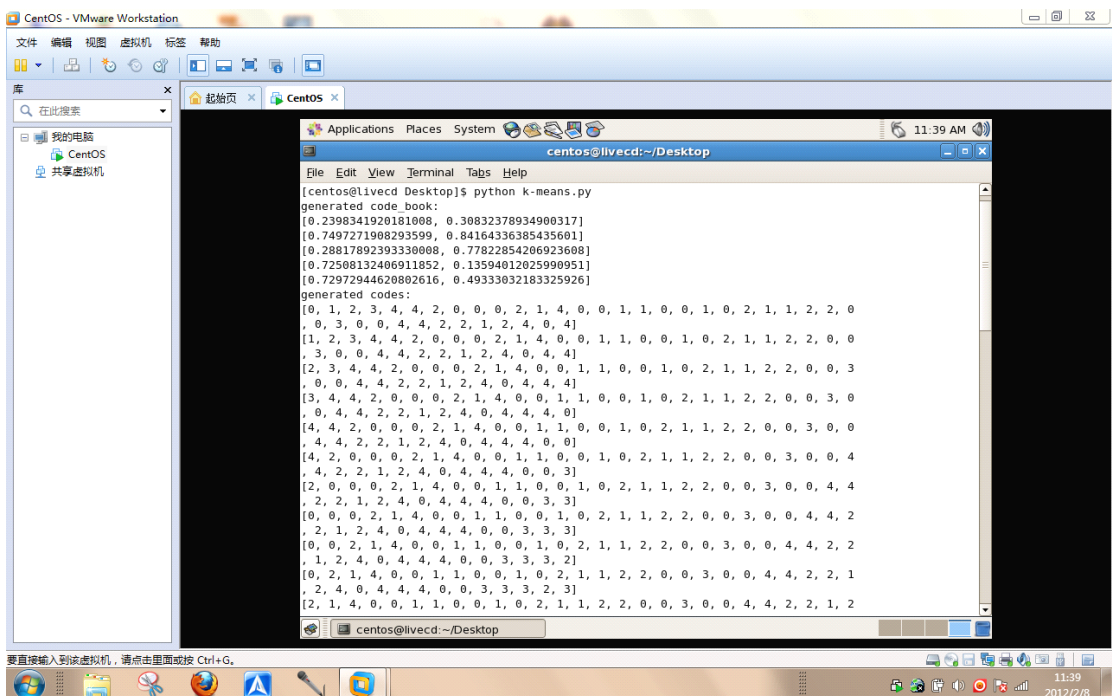 CentOS - VMware Workstation
文件 编辑 视图 虚拟机 标签 帮助
库
在此搜索
我的电脑
CentOS
共享虚拟机
起始页 CentOS
Applications Places System 11:39 AM
centos@livecd:~/Desktop
File Edit View Terminal Tabs Help
[centos@livecd Desktop]$ python k-means.py
generated code_book:
[0.2398341920181008, 0.30832378934900317]
[0.7497271908293599, 0.84164336385435601]
[0.28817892393330008, 0.77822854206923608]
[0.72508132406911852, 0.13594012025990951]
[0.72972944620802616, 0.49333032183325926]
generated codes:
[0, 1, 2, 3, 4, 4, 2, 0, 0, 0, 2, 1, 4, 0, 0, 1, 1, 0, 0, 1, 0, 2, 1, 1, 2, 2, 0
, 0, 3, 0, 0, 4, 4, 2, 2, 1, 2, 4, 0, 4]
[1, 2, 3, 4, 4, 2, 0, 0, 0, 2, 1, 4, 0, 0, 1, 1, 0, 0, 1, 0, 2, 1, 1, 2, 2, 0, 0
, 3, 0, 0, 4, 4, 2, 2, 1, 2, 4, 0, 4, 4]
[2, 3, 4, 4, 2, 0, 0, 0, 2, 1, 4, 0, 0, 1, 1, 0, 0, 1, 0, 2, 1, 1, 2, 2, 0, 0, 3
, 0, 0, 4, 4, 2, 2, 1, 2, 4, 0, 4, 4, 4]
[3, 4, 4, 2, 0, 0, 0, 2, 1, 4, 0, 0, 1, 1, 0, 0, 1, 0, 2, 1, 1, 2, 2, 0, 0, 3, 0
, 0, 4, 4, 2, 2, 1, 2, 4, 0, 4, 4, 4, 0]
[4, 4, 2, 0, 0, 0, 2, 1, 4, 0, 0, 1, 1, 0, 0, 1, 0, 2, 1, 1, 2, 2, 0, 0, 3, 0, 0
, 4, 4, 2, 2, 1, 2, 4, 0, 4, 4, 4, 0, 0]
[4, 2, 0, 0, 0, 2, 1, 4, 0, 0, 1, 1, 0, 0, 1, 0, 2, 1, 1, 2, 2, 0, 0, 3, 0, 0, 4
, 4, 2, 2, 1, 2, 4, 0, 4, 4, 4, 0, 0, 3]
[2, 0, 0, 0, 2, 1, 4, 0, 0, 1, 1, 0, 0, 1, 0, 2, 1, 1, 2, 2, 0, 0, 3, 0, 0, 4, 4
, 2, 2, 1, 2, 4, 0, 4, 4, 4, 0, 0, 3, 3]
[0, 0, 0, 2, 1, 4, 0, 0, 1, 1, 0, 0, 1, 0, 2, 1, 1, 2, 2, 0, 0, 3, 0, 0, 4, 4, 2
, 2, 1, 2, 4, 0, 4, 4, 4, 0, 0, 3, 3, 3]
[0, 0, 2, 1, 4, 0, 0, 1, 1, 0, 0, 1, 0, 2, 1, 1, 2, 2, 0, 0, 3, 0, 0, 4, 4, 2, 2
, 1, 2, 4, 0, 4, 4, 4, 0, 0, 3, 3, 3, 2]
[0, 2, 1, 4, 0, 0, 1, 1, 0, 0, 1, 0, 2, 1, 1, 2, 2, 0, 0, 3, 0, 0, 4, 4, 2, 2, 1
, 2, 4, 0, 4, 4, 4, 0, 0, 3, 3, 3, 2, 3]
[2, 1, 4, 0, 0, 1, 1, 0, 0, 1, 0, 2, 1, 1, 2, 2, 0, 0, 3, 0, 0, 4, 4, 2, 2, 1, 2
centos@livecd:~/Desktop
要直接输入到该虚拟机，请点击里面或按 Ctrl+G。
11:39
2012/2/8